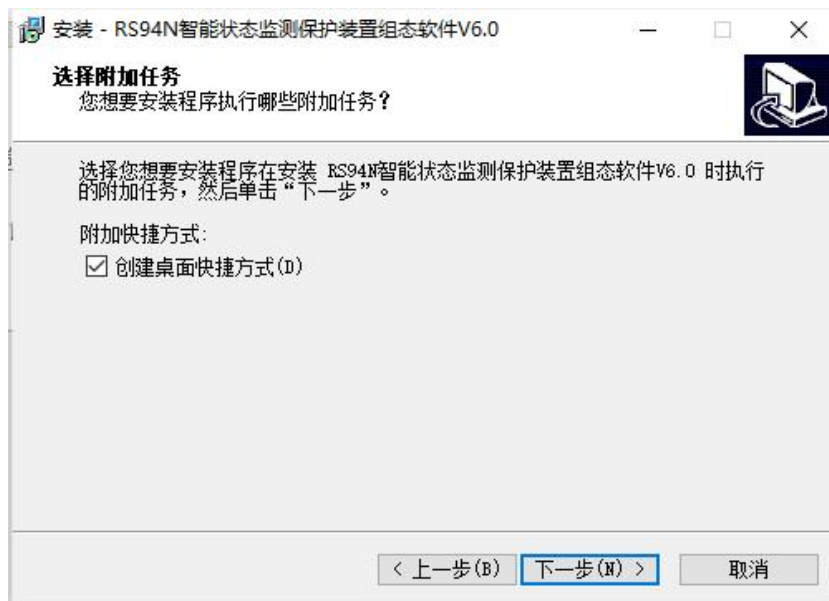 安装 - RS94N智能状态监测保护装置组态软件V6.0
选择附加任务
您想要安装程序执行哪些附加任务？
选择您想要安装程序在安装 RS94N智能状态监测保护装置组态软件V6.0 时执行
的附加任务，然后单击“下一步”。
附加快捷方式:
创建桌面快捷方式(D)
< 上一步(B) 下一步(N) > 取消